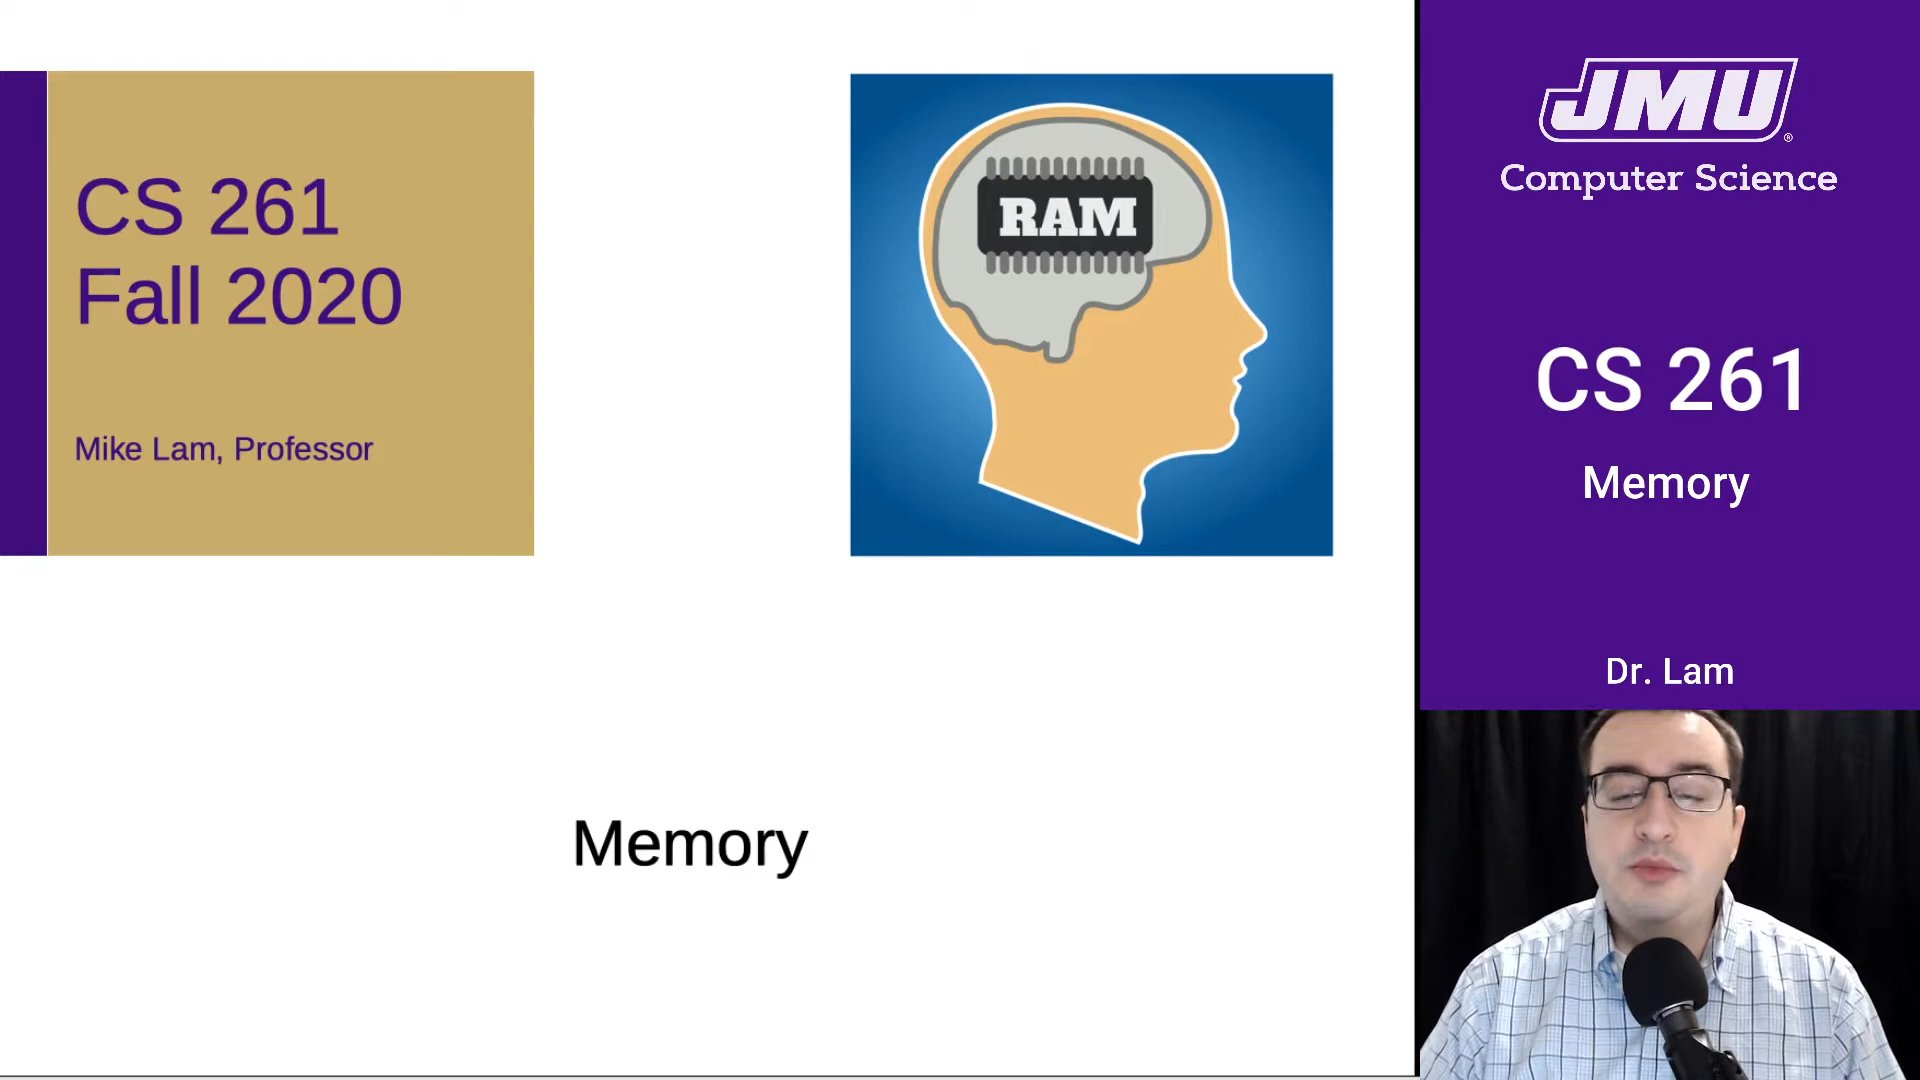 CS 261
Fall 2020
Mike Lam, Professor
RAM
Memory
JMU®
Computer Science
CS 261
Memory
Dr. Lam